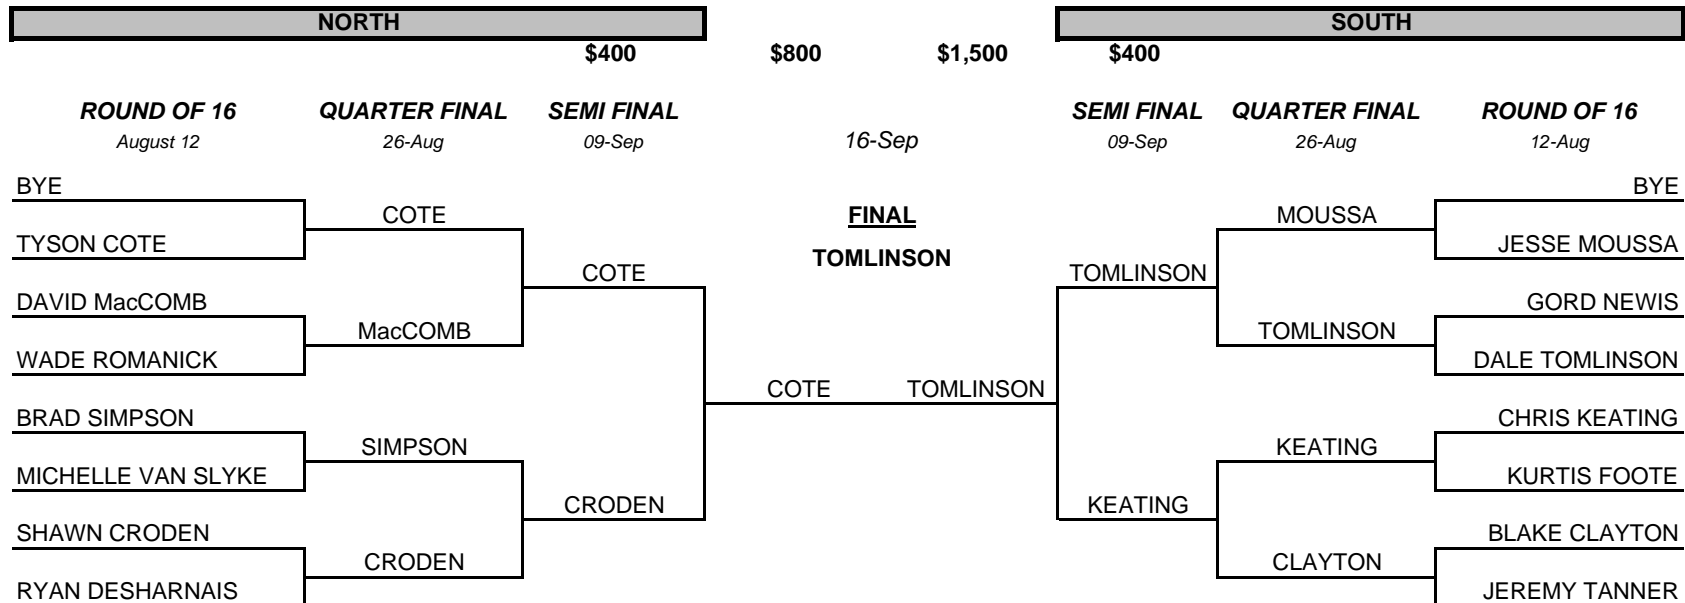 NORTH SOUTH
$400 $800 $1,500 $400
ROUND OF 16 QUARTER FINAL SEMI FINAL SEMI FINAL QUARTER FINAL ROUND OF 16
August 12 26-Aug 09-Sep 16-Sep 09-Sep 26-Aug 12-Aug
BYE BYE
COTE FINAL MOUSSA
TYSON COTE JESSE MOUSSA
TOMLINSON
COTE TOMLINSON
DAVID MacCOMB GORD NEWIS
MacCOMB TOMLINSON
WADE ROMANICK DALE TOMLINSON
COTE TOMLINSON
BRAD SIMPSON CHRIS KEATING
SIMPSON KEATING
MICHELLE VAN SLYKE KURTIS FOOTE
CRODEN KEATING
SHAWN CRODEN BLAKE CLAYTON
CRODEN CLAYTON
RYAN DESHARNAIS JEREMY TANNER